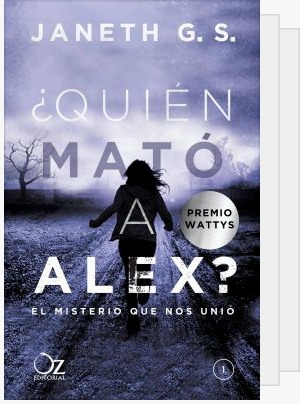 JANETH G. S.
¿QUIÉN
MATÓ
A
PREMIO
WATTYS
ALEX?
EL MISTERIO QUE NOS UNIÓ
OZ
EDITORIAL
1